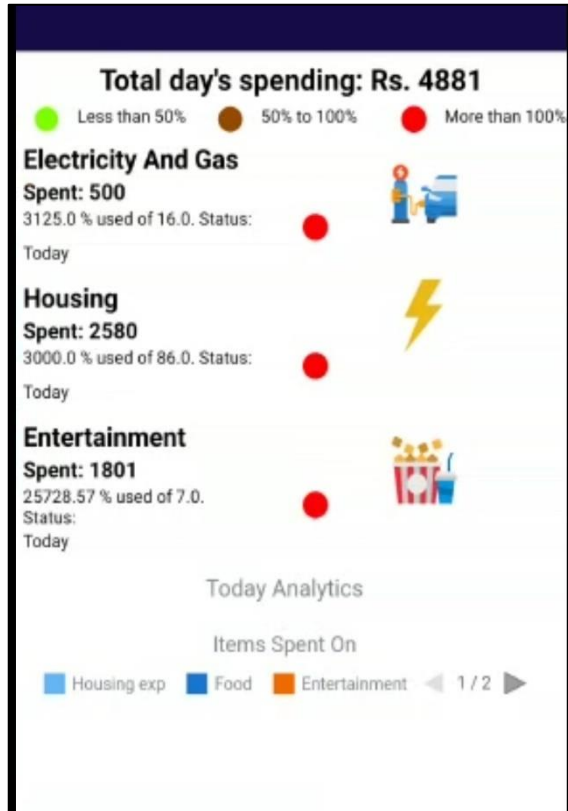 Total day's spending: Rs. 4881
Less than 50% 50% to 100% More than 100%
Electricity And Gas
Spent: 500
3125.0 % used of 16.0. Status:
Today
Housing
Spent: 2580
3000.0 % used of 86.0. Status:
Today
Entertainment
Spent: 1801
25728.57 % used of 7.0.
Status:
Today
Today Analytics
Items Spent On
Housing exp Food Entertainment 1 / 2